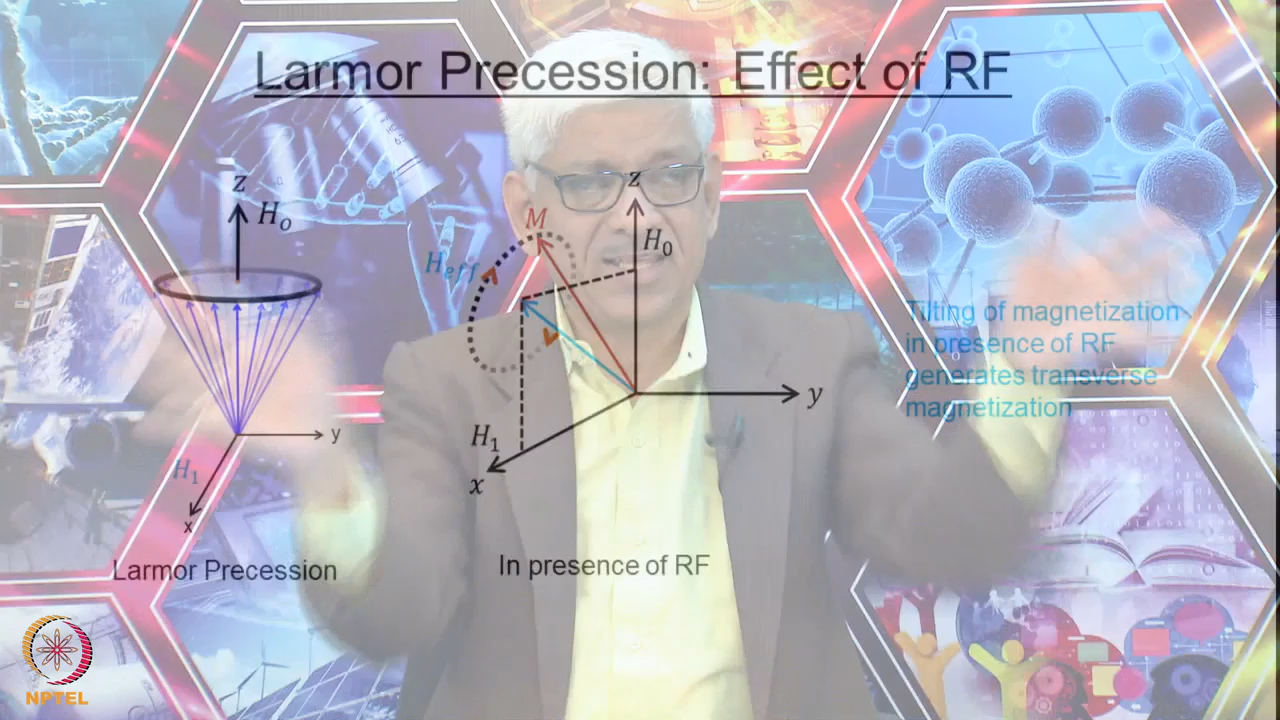 Larmor Precession: Effect of RF
z
H₀
y
H₁
x
Larmor Precession
z
H₀
M
H_eff
y
H₁
x
In presence of RF
Tilting of magnetization
in presence of RF
generates transverse
magnetization
NPTEL